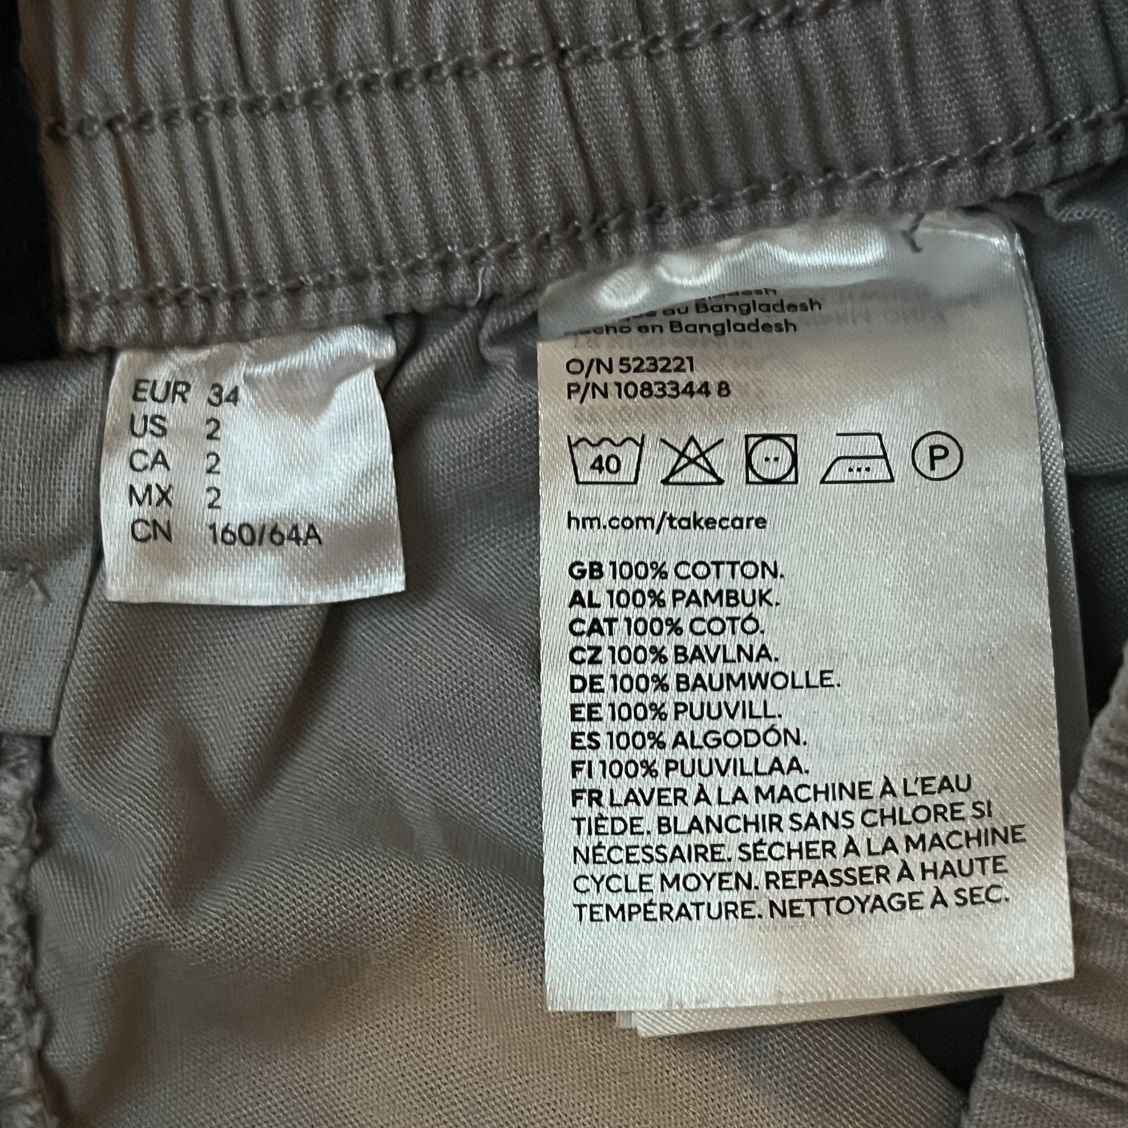 EUR 34
US 2
CA 2
MX 2
CN 160/64A
au Bangladesh
en Bangladesh
O/N 523221
P/N 1083344 8
40
P
hm.com/takecare
GB 100% COTTON.
AL 100% PAMBUK.
CAT 100% COTÓ.
CZ 100% BAVLNA.
DE 100% BAUMWOLLE.
EE 100% PUUVILL.
ES 100% ALGODÓN.
FI 100% PUUVILLAA.
FR LAVER À LA MACHINE À L'EAU
TIÈDE. BLANCHIR SANS CHLORE SI
NÉCESSAIRE. SÉCHER À LA MACHINE
CYCLE MOYEN. REPASSER À HAUTE
TEMPÉRATURE. NETTOYAGE À SEC.